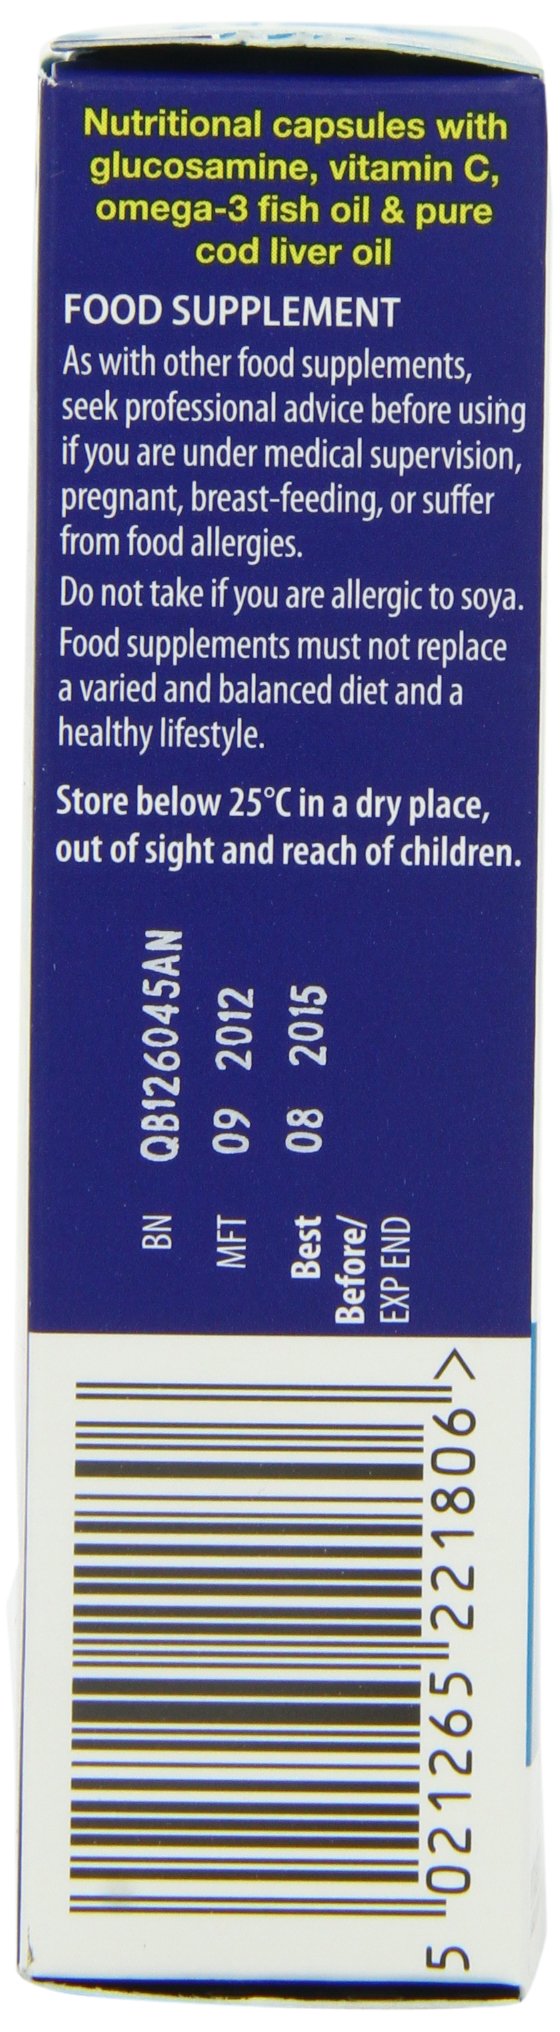 Nutritional capsules with
glucosamine, vitamin C,
omega-3 fish oil & pure
cod liver oil
FOOD SUPPLEMENT
As with other food supplements,
seek professional advice before using
if you are under medical supervision,
pregnant, breast-feeding, or suffer
from food allergies.
Do not take if you are allergic to soya.
Food supplements must not replace
a varied and balanced diet and a
healthy lifestyle.
Store below 25°C in a dry place,
out of sight and reach of children.
BN QB126045AN
MFT 09 2012
Best 08 2015
Before/
EXP END
5 021265 221806 >